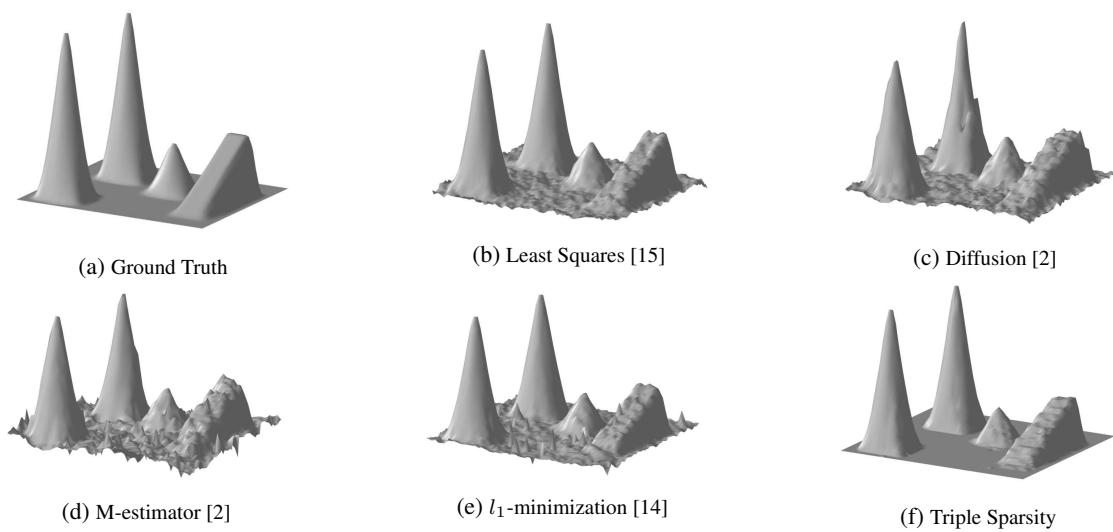 (a) Ground Truth
(b) Least Squares [15]
(c) Diffusion [2]
(d) M-estimator [2]
(e) l₁-minimization [14]
(f) Triple Sparsity